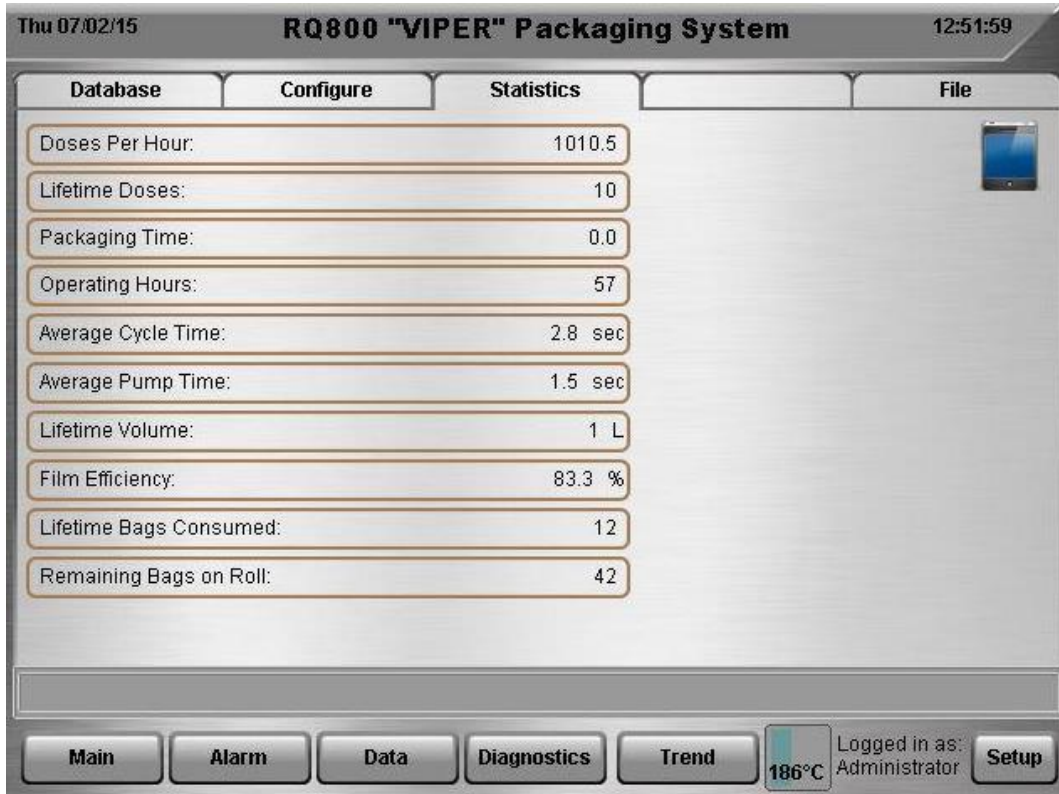 Thu 07/02/15 RQ800 "VIPER" Packaging System 12:51:59
Database Configure Statistics File
Doses Per Hour: 1010.5
Lifetime Doses: 10
Packaging Time: 0.0
Operating Hours: 57
Average Cycle Time: 2.8 sec
Average Pump Time: 1.5 sec
Lifetime Volume: 1 L
Film Efficiency: 83.3 %
Lifetime Bags Consumed: 12
Remaining Bags on Roll: 42
Main Alarm Data Diagnostics Trend 186°C Logged in as: Administrator Setup